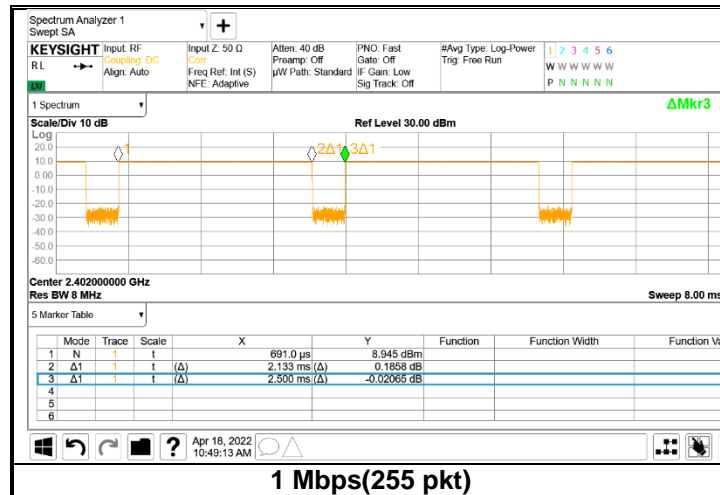 Spectrum Analyzer 1
Swept SA
+
KEYSIGHT Input: RF Input Z: 50 Ω Atten: 40 dB PNO: Fast #Avg Type: Log-Power 1 2 3 4 5 6
R L Coupling: DC Corr Preamp: Off Gate: Off Trig: Free Run W W W W W W
Align: Auto Freq Ref: Int (S) µW Path: Standard IF Gain: Low P N N N N N
LXI NFE: Adaptive Sig Track: Off
1 Spectrum ΔMkr3
Scale/Div 10 dB Ref Level 30.00 dBm
Log
20.0 1 2Δ1 3Δ1
10.0
0.00
-10.0
-20.0
-30.0
-40.0
-50.0
-60.0
Center 2.402000000 GHz
Res BW 8 MHz Sweep 8.00 ms
5 Marker Table
Mode Trace Scale X Y Function Function Width Function Va
1 N 1 t 691.0 µs 8.945 dBm
2 Δ1 1 t (Δ) 2.133 ms (Δ) 0.1858 dB
3 Δ1 1 t (Δ) 2.500 ms (Δ) -0.02065 dB
4
5
6
? Apr 18, 2022
10:49:13 AM
1 Mbps(255 pkt)